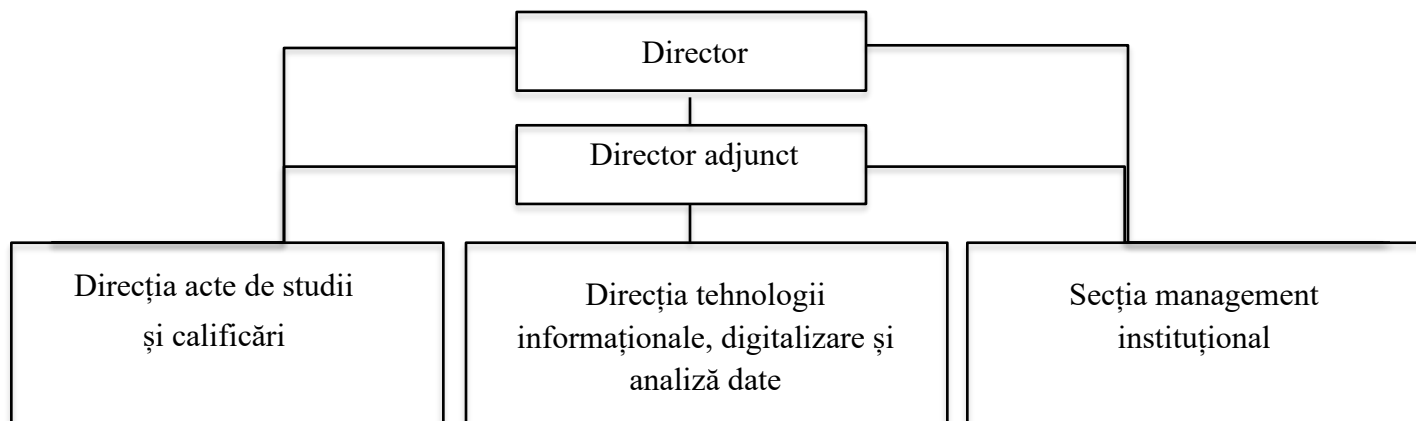 Director
Director adjunct
Direcția acte de studii
și calificări
Direcția tehnologii
informaționale, digitalizare și
analiză date
Secția management
instituțional